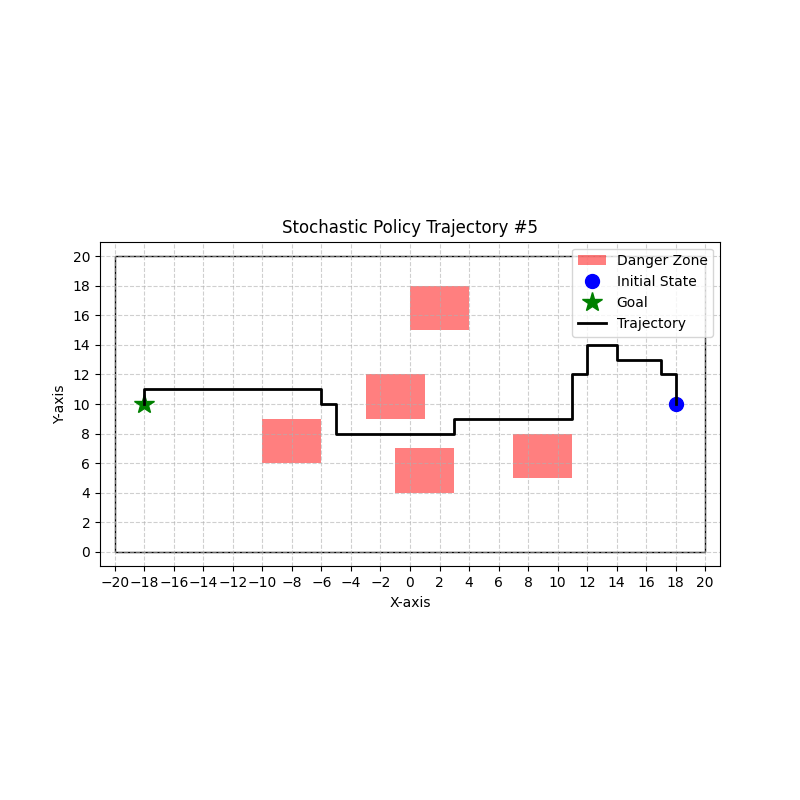 Stochastic Policy Trajectory #5
Danger Zone
Initial State
Goal
Trajectory
Y-axis
20
18
16
14
12
10
8
6
4
2
0
−20 −18 −16 −14 −12 −10 −8 −6 −4 −2 0 2 4 6 8 10 12 14 16 18 20
X-axis